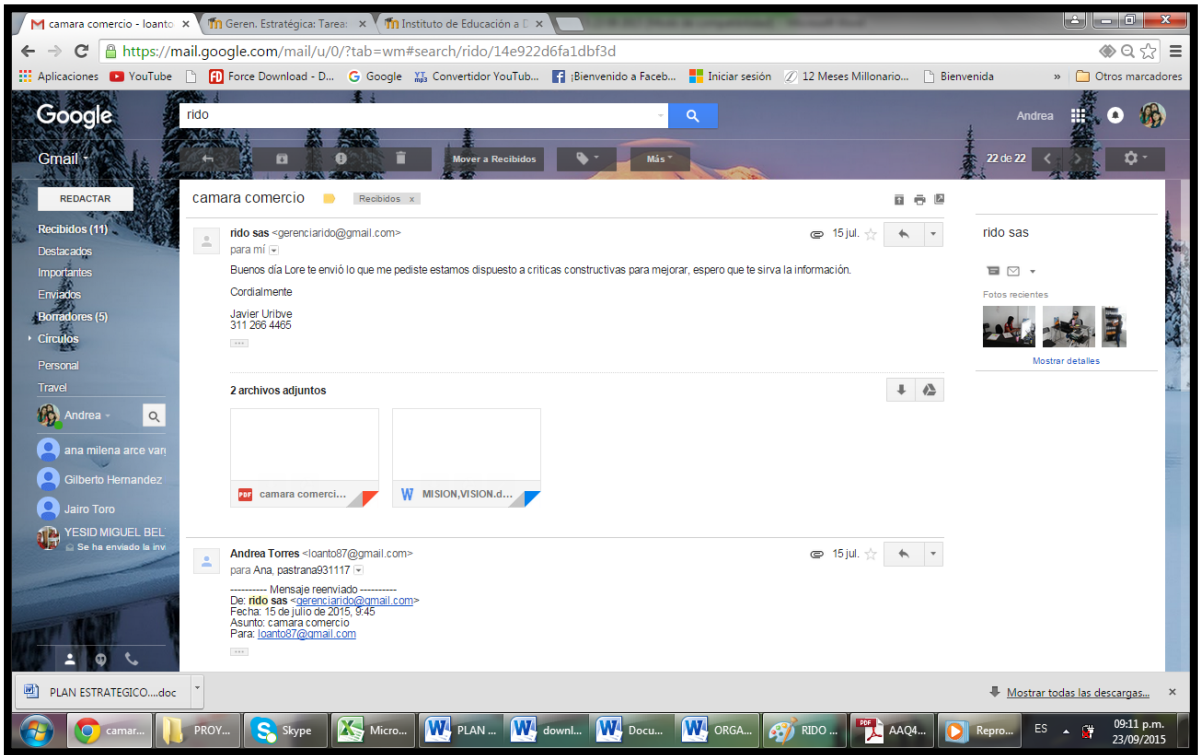 camara comercio - loanto
Geren. Estratégica: Tarea:
Instituto de Educación a D
https://mail.google.com/mail/u/0/?tab=wm#search/rido/14e922d6fa1dbf3d
Aplicaciones YouTube Force Download - D... Google Convertidor YouTub... ¡Bienvenido a Faceb... Iniciar sesión 12 Meses Millonario... Bienvenida » Otros marcadores
Google rido Andrea
Gmail Mover a Recibidos Más 22 de 22
REDACTAR
Recibidos (11)
Destacados
Importantes
Enviados
Borradores (5)
Círculos
Personal
Travel
Andrea
ana milena arce varg
Gilberto Hernandez
Jairo Toro
YESID MIGUEL BEL
Se ha enviado la inv
camara comercio Recibidos x
rido sas <gerenciarido@gmail.com> 15 jul.
para mí
Buenos día Lore te envió lo que me pediste estamos dispuesto a criticas constructivas para mejorar, espero que te sirva la información.
Cordialmente
Javier Uribve
311 266 4465
2 archivos adjuntos
PDF camara comerci...
W MISION,VISION.d...
Andrea Torres <loanto87@gmail.com> 15 jul.
para Ana, pastrana931117
---------- Mensaje reenviado ----------
De: rido sas <gerenciarido@gmail.com>
Fecha: 15 de julio de 2015, 9:45
Asunto: camara comercio
Para: loanto87@gmail.com
rido sas
Fotos recientes
Mostrar detalles
PLAN ESTRATEGICO....doc
Mostrar todas las descargas...
camar... PROY... Skype Micro... PLAN ... downl... Docu... ORGA... RIDO ... AAQ4... Repro... ES 09:11 p.m.
23/09/2015